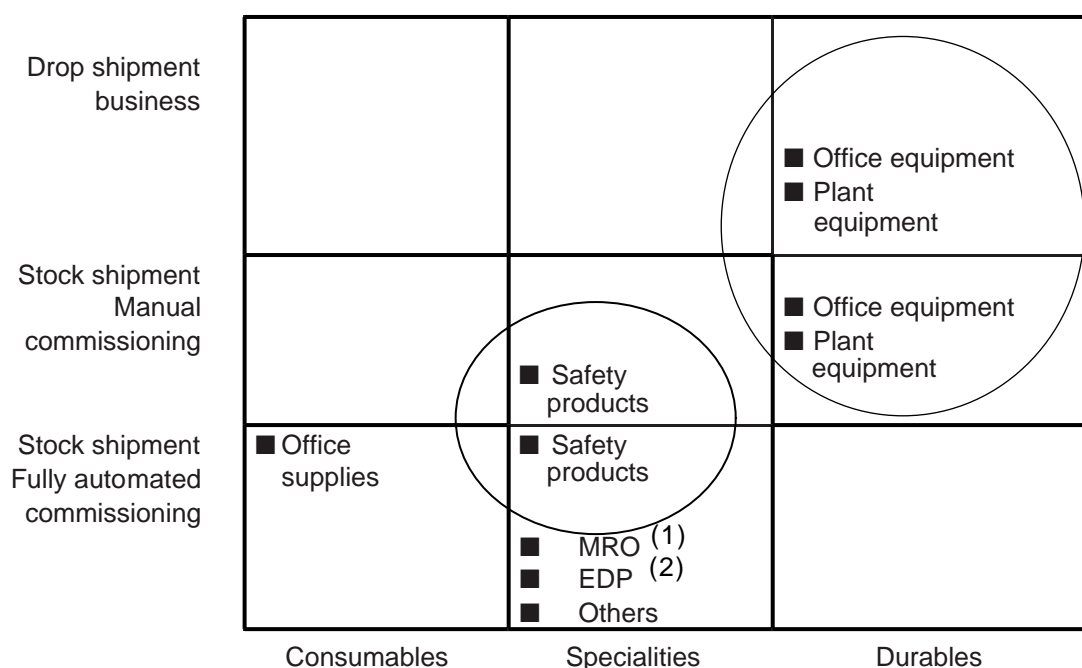 Drop shipment
business
■ Office equipment
■ Plant
equipment
Stock shipment
Manual
commissioning
■ Office equipment
■ Plant
equipment
■ Safety
products
Stock shipment
Fully automated
commissioning
■ Office
supplies
■ Safety
products
■ MRO (1)
■ EDP (2)
■ Others
Consumables Specialities Durables